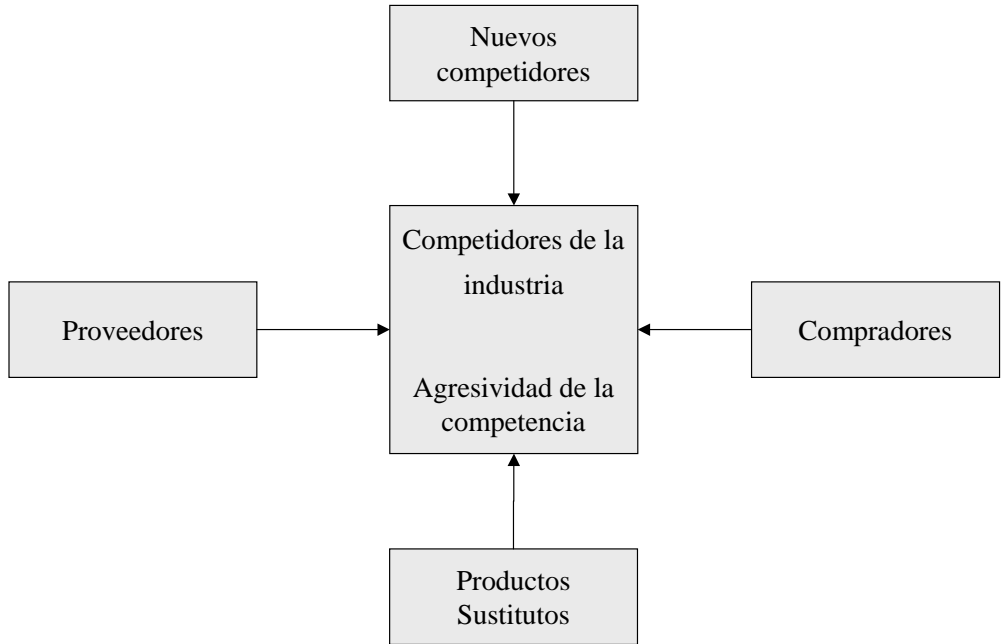 Nuevos
competidores
Competidores de la
industria
Proveedores
Compradores
Agresividad de la
competencia
Productos
Sustitutos